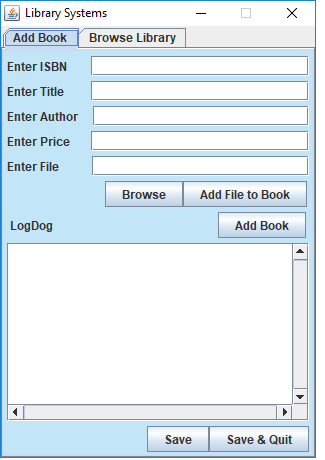 Library Systems
Add Book Browse Library
Enter ISBN
Enter Title
Enter Author
Enter Price
Enter File
Browse Add File to Book
LogDog Add Book
Save Save & Quit